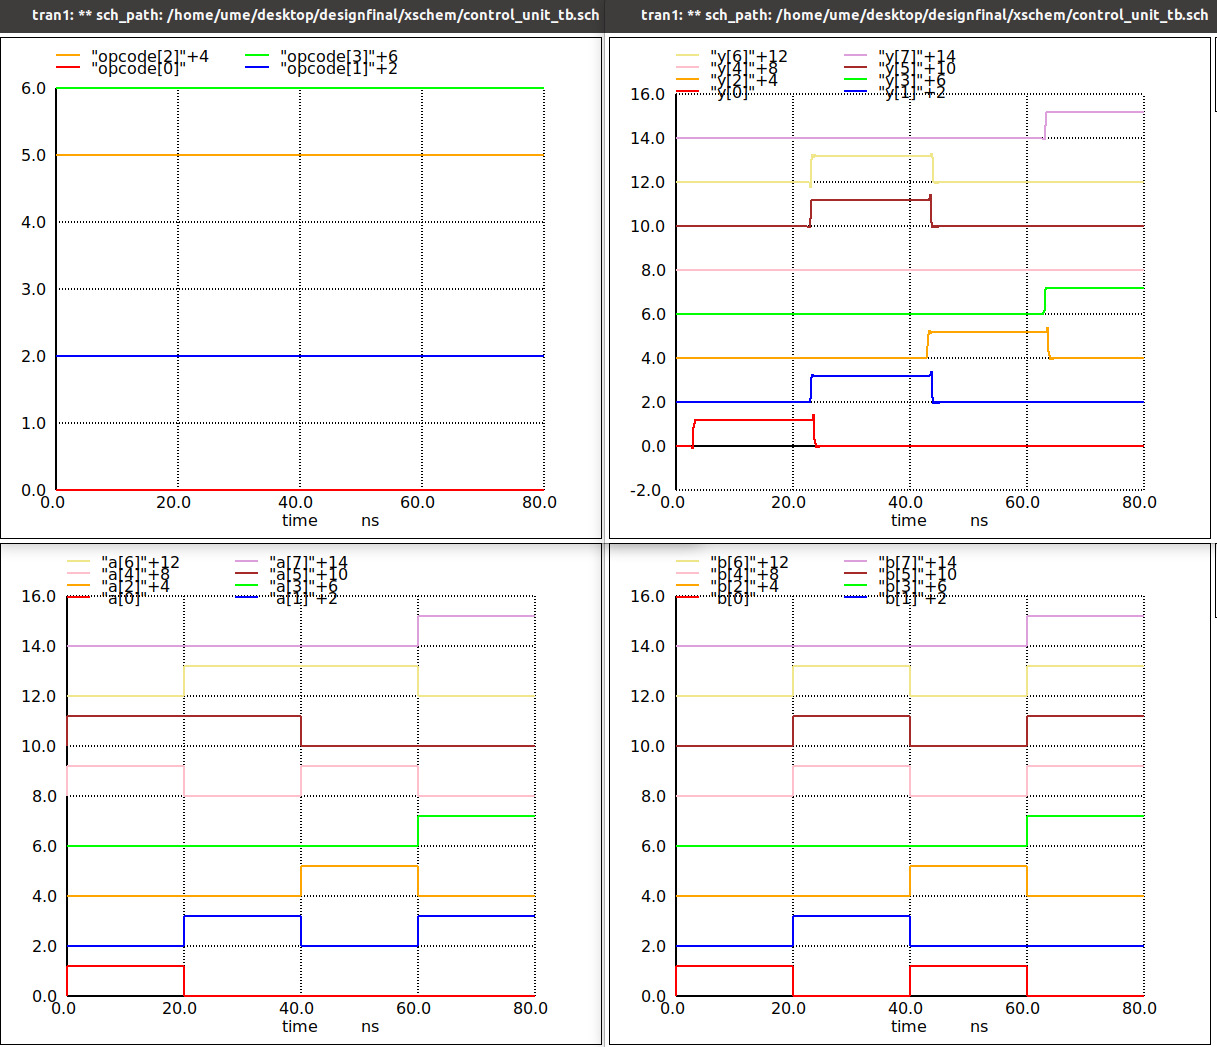 tran1: ** sch_path: /home/ume/desktop/designfinal/xschem/control_unit_tb.sch
"opcode[2]"+4 "opcode[3]"+6
"opcode[0]" "opcode[1]"+2
6.0
5.0
4.0
3.0
2.0
1.0
0.0
0.0 20.0 40.0 60.0 80.0
time ns
tran1: ** sch_path: /home/ume/desktop/designfinal/xschem/control_unit_tb.sch
"y[6]"+12 "y[7]"+14
"y[4]"+8 "y[5]"+10
"y[2]"+4 "y[3]"+6
"y[0]" "y[1]"+2
16.0
14.0
12.0
10.0
8.0
6.0
4.0
2.0
0.0
-2.0
0.0 20.0 40.0 60.0 80.0
time ns
"a[6]"+12 "a[7]"+14
"a[4]"+8 "a[5]"+10
"a[2]"+4 "a[3]"+6
"a[0]" "a[1]"+2
16.0
14.0
12.0
10.0
8.0
6.0
4.0
2.0
0.0
0.0 20.0 40.0 60.0 80.0
time ns
"b[6]"+12 "b[7]"+14
"b[4]"+8 "b[5]"+10
"b[2]"+4 "b[3]"+6
"b[0]" "b[1]"+2
16.0
14.0
12.0
10.0
8.0
6.0
4.0
2.0
0.0
0.0 20.0 40.0 60.0 80.0
time ns